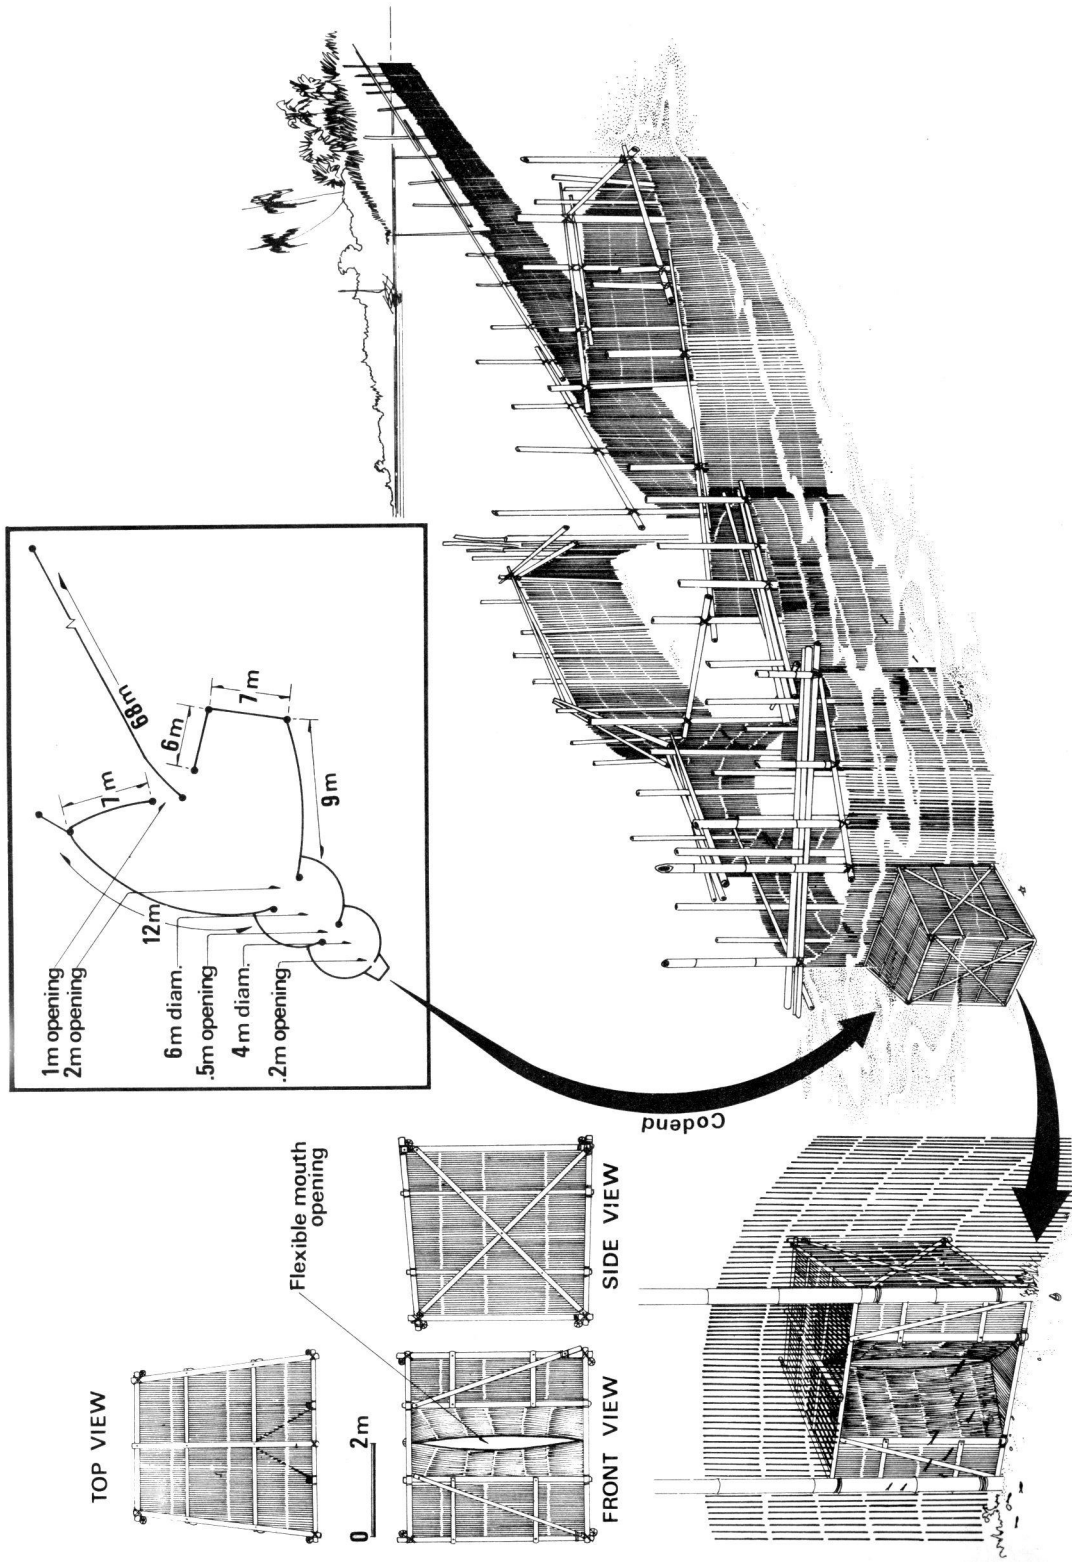 TOP VIEW
0 2m
Flexible mouth
opening
FRONT VIEW
SIDE VIEW
1m opening
2m opening
6m diam.
.5m opening
4m diam.
.2m opening
12m
7m
68m
6m
7m
9m
Codend